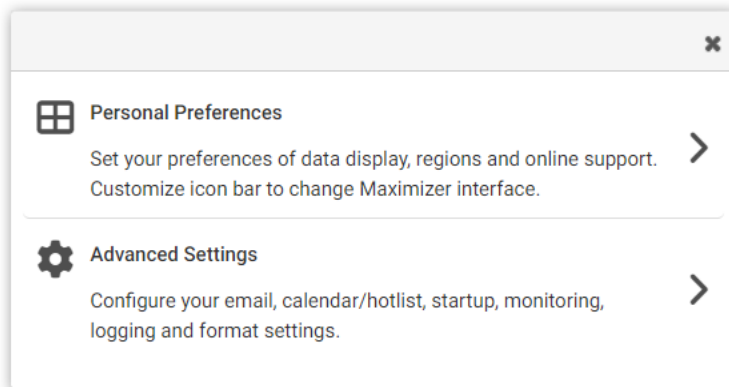 Personal Preferences
Set your preferences of data display, regions and online support.
Customize icon bar to change Maximizer interface.
Advanced Settings
Configure your email, calendar/hotlist, startup, monitoring,
logging and format settings.